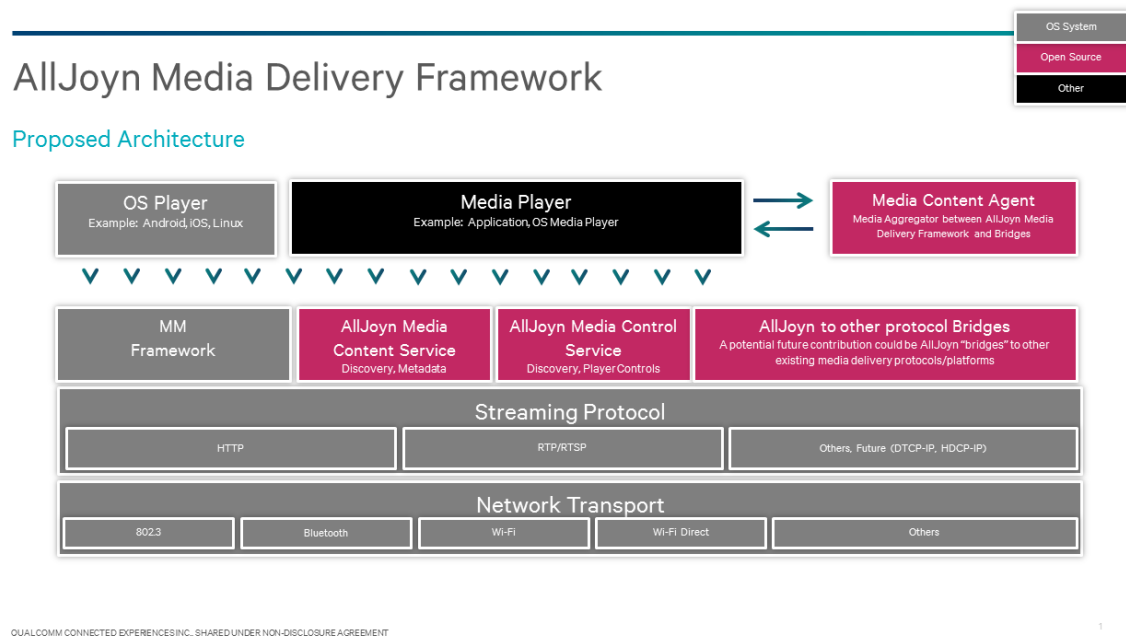 OS System
Open Source
Other
AllJoyn Media Delivery Framework
Proposed Architecture
OS Player
Example: Android, iOS, Linux
Media Player
Example: Application, OS Media Player
Media Content Agent
Media Aggregator between AllJoyn Media
Delivery Framework and Bridges
MM
Framework
AllJoyn Media
Content Service
Discovery, Metadata
AllJoyn Media Control
Service
Discovery, Player Controls
AllJoyn to other protocol Bridges
A potential future contribution could be AllJoyn “bridges” to other
existing media delivery protocols/platforms
Streaming Protocol
HTTP
RTP/RTSP
Others, Future (DTCP-IP, HDCP-IP)
Network Transport
802.3
Bluetooth
Wi-Fi
Wi-Fi Direct
Others
QUALCOMM CONNECTED EXPERIENCES INC.. SHARED UNDER NON-DISCLOSURE AGREEMENT
1